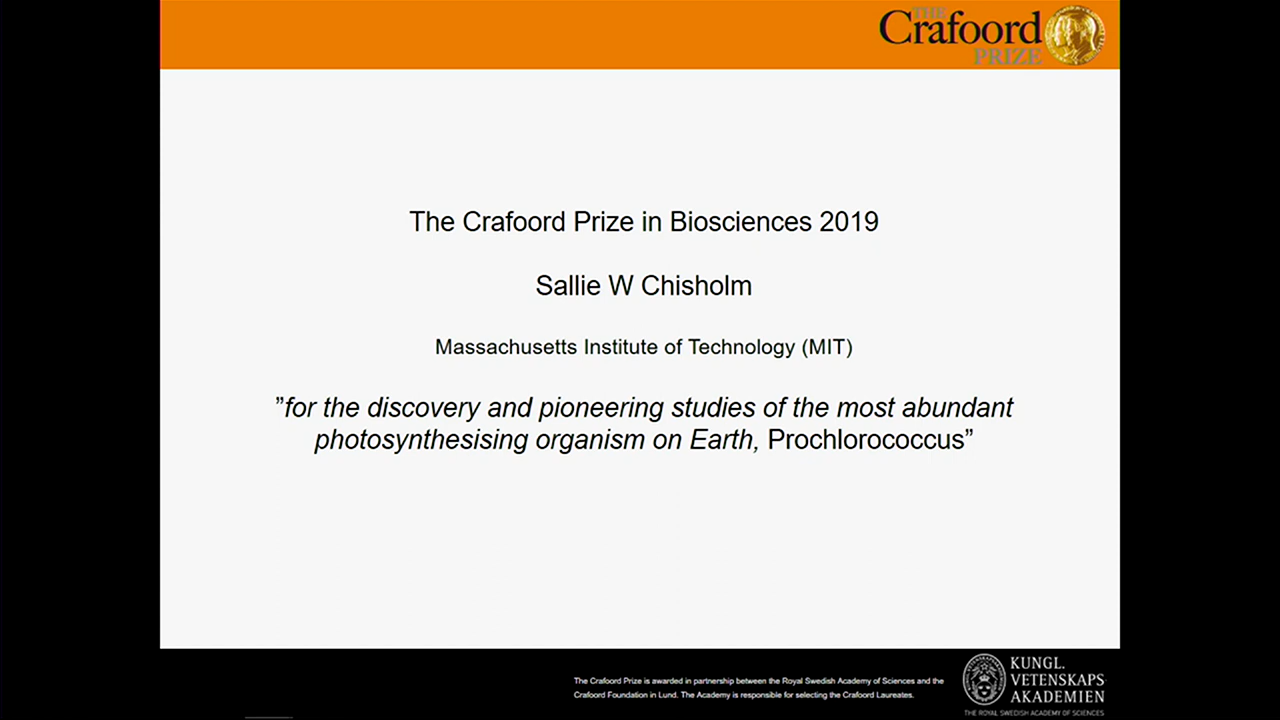 THE
Crafoord
PRIZE
The Crafoord Prize in Biosciences 2019
Sallie W Chisholm
Massachusetts Institute of Technology (MIT)
”for the discovery and pioneering studies of the most abundant
photosynthesising organism on Earth, Prochlorococcus”
The Crafoord Prize is awarded in partnership between the Royal Swedish Academy of Sciences and the
Crafoord Foundation in Lund. The Academy is responsible for selecting the Crafoord Laureates.
KUNGL.
VETENSKAPS
AKADEMIEN
THE ROYAL SWEDISH ACADEMY OF SCIENCES